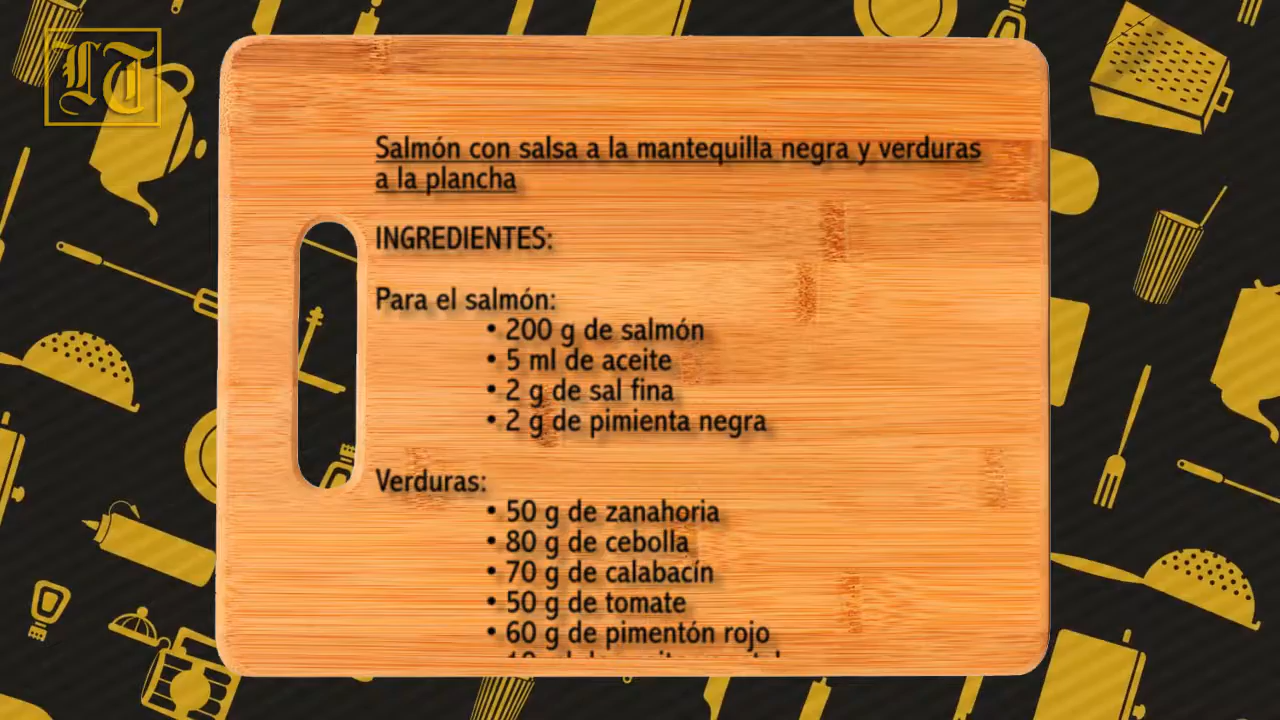 LT
Salmón con salsa a la mantequilla negra y verduras
a la plancha
INGREDIENTES:
Para el salmón:
• 200 g de salmón
• 5 ml de aceite
• 2 g de sal fina
• 2 g de pimienta negra
Verduras:
• 50 g de zanahoria
• 80 g de cebolla
• 70 g de calabacín
• 50 g de tomate
• 60 g de pimentón rojo